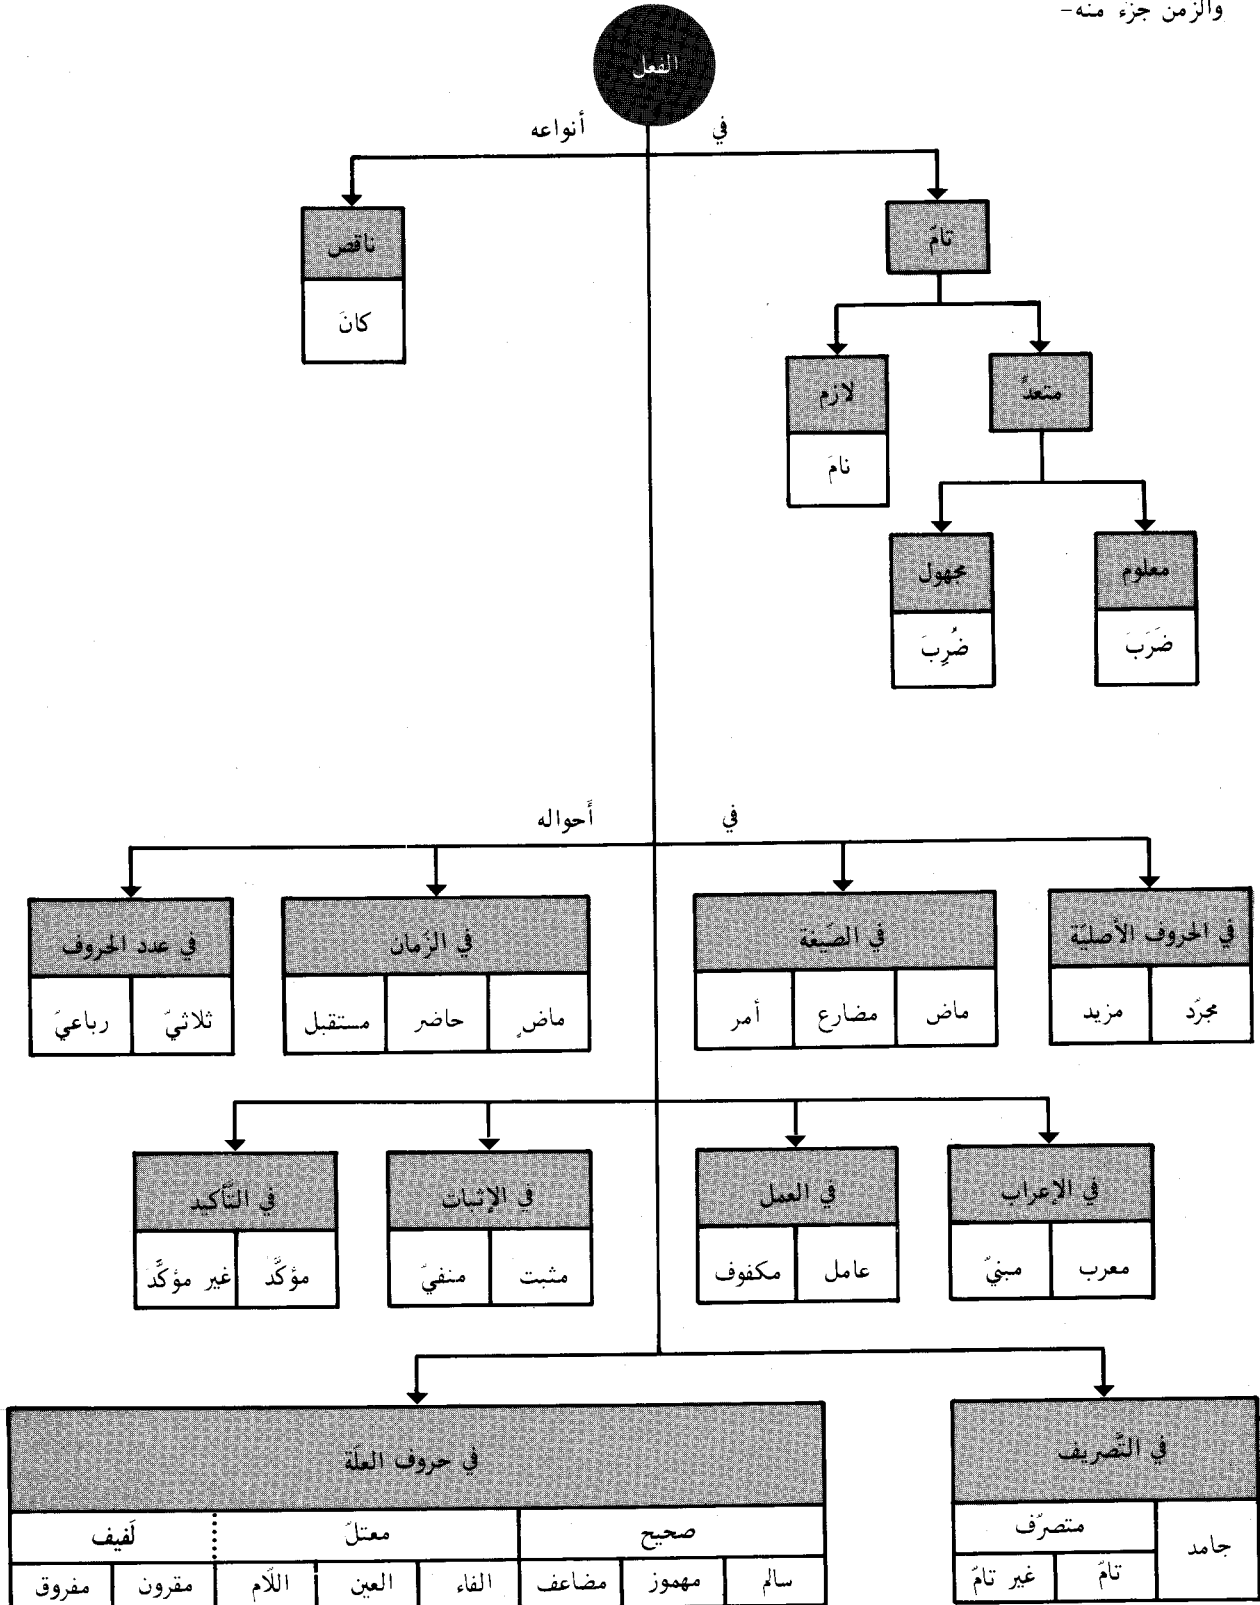 والزمن جزء منه-
الفعل
في أنواعه
تامّ
ناقص
كانَ
متعدٍّ
لازم
نامَ
معلوم
مجهول
ضَرَبَ
ضُرِبَ
في أَحواله
في الحروف الأصليّة
في الصّيغة
في الزّمان
في عدد الحروف
مجرّد مزيد
ماض مضارع أمر
ماضٍ حاضر مستقبل
ثلاثيّ رباعيّ
في الإعراب
في العمل
في الإثبات
في التّأكيد
معرب مبنيّ
عامل مكفوف
مثبت منفيّ
مؤكَّد غير مؤكَّد
في التّصريف
في حروف العلّة
جامد
متصرّف
تامّ غير تامّ
صحيح معتلّ لَفيف
سالم مهموز مضاعف الفاء العين اللّام مقرون مفروق